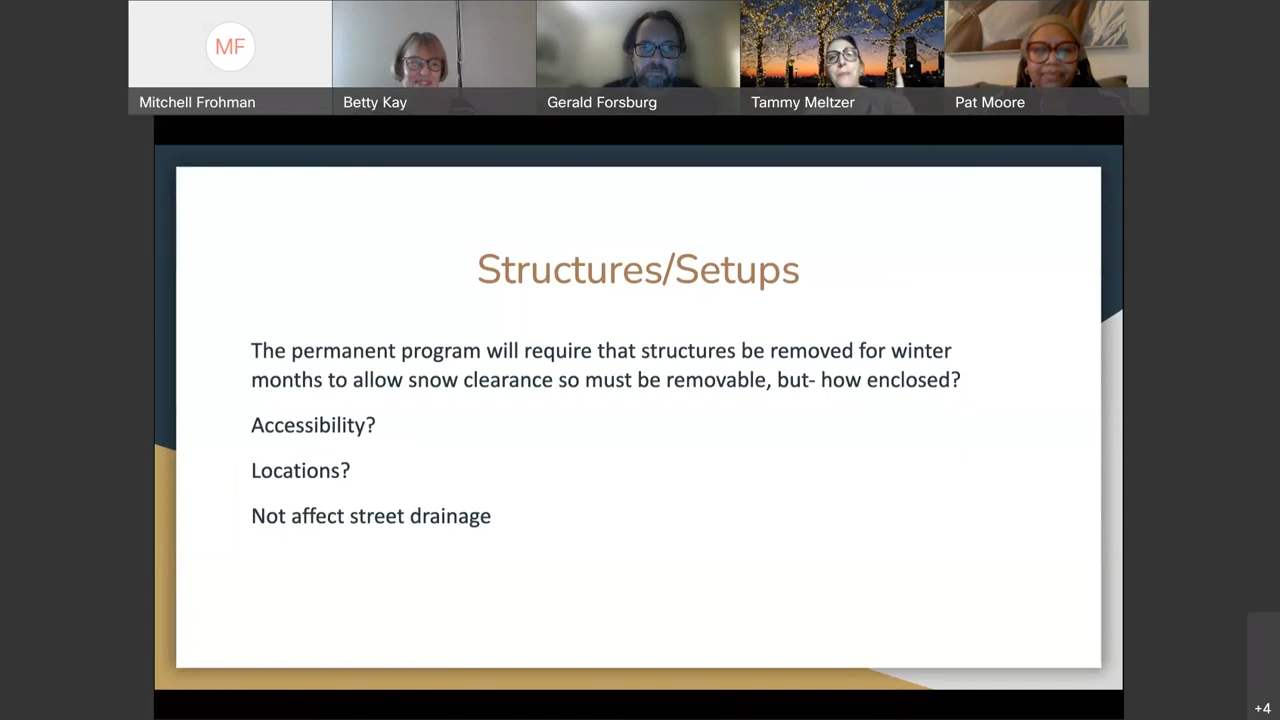 MF
Mitchell Frohman
Betty Kay
Gerald Forsburg
Tammy Meltzer
Pat Moore
Structures/Setups
The permanent program will require that structures be removed for winter
months to allow snow clearance so must be removable, but- how enclosed?
Accessibility?
Locations?
Not affect street drainage
+4